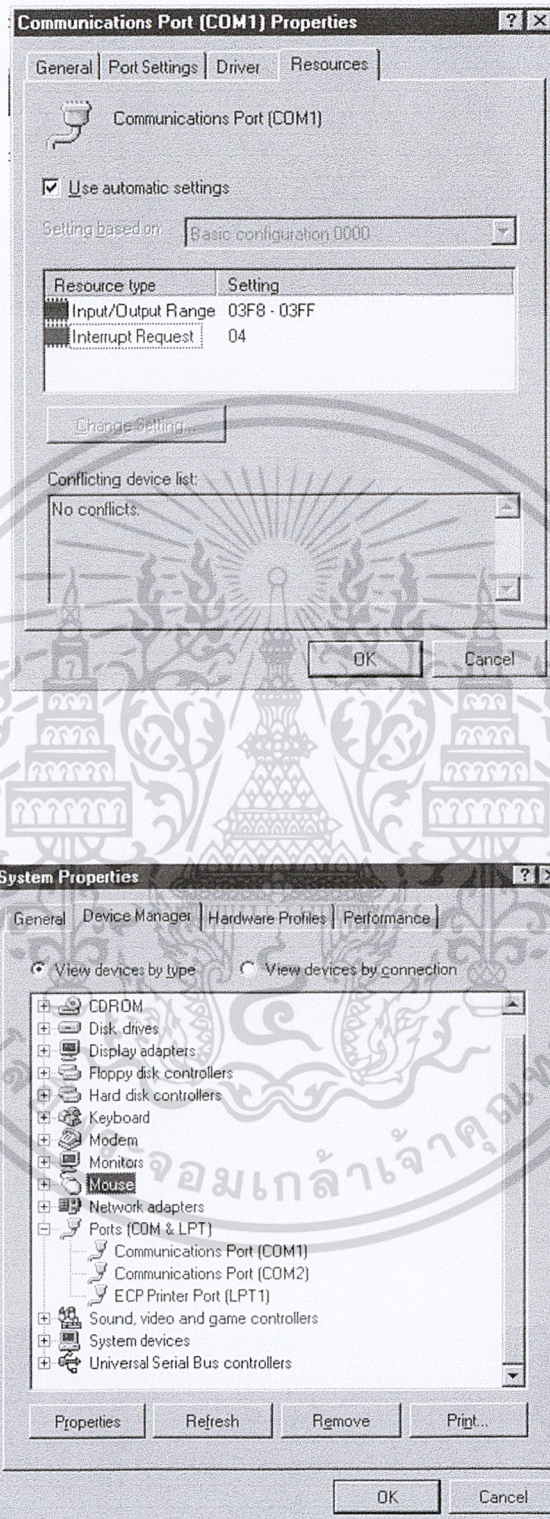 Communications Port (COM1) Properties
General Port Settings Driver Resources
Communications Port (COM1)
Use automatic settings
Setting based on: Basic configuration 0000
Resource type Setting
Input/Output Range 03F8 - 03FF
Interrupt Request 04
Change Setting...
Conflicting device list:
No conflicts.
OK Cancel
System Properties
General Device Manager Hardware Profiles Performance
View devices by type View devices by connection
CDROM
Disk drives
Display adapters
Floppy disk controllers
Hard disk controllers
Keyboard
Modem
Monitors
Mouse
Network adapters
Ports (COM & LPT)
Communications Port (COM1)
Communications Port (COM2)
ECP Printer Port (LPT1)
Sound, video and game controllers
System devices
Universal Serial Bus controllers
Properties Refresh Remove Print...
OK Cancel